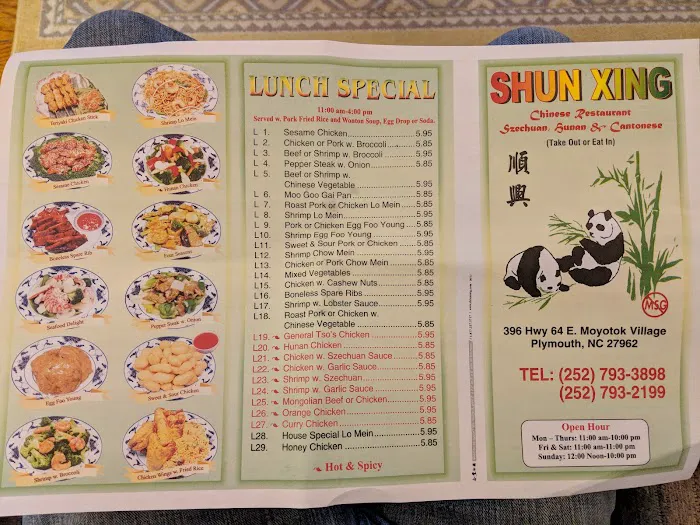 Teriyaki Chicken Stick
Shrimp Lo Mein
Sesame Chicken
Hunan Chicken
Boneless Spare Rib
Four Seasons
Seafood Delight
Pepper Steak w. Onion
Egg Foo Young
Sweet & Sour Chicken
Shrimp w. Broccoli
Chicken Wings w. Fried Rice
LUNCH SPECIAL
11:00 am-4:00 pm
Served w. Pork Fried Rice and Wonton Soup, Egg Drop or Soda.
L 1. Sesame Chicken 5.95
L 2. Chicken or Pork w. Broccoli 5.85
L 3. Beef or Shrimp w. Broccoli 5.95
L 4. Pepper Steak w. Onion 5.85
L 5. Beef or Shrimp w.
Chinese Vegetable 5.95
L 6. Moo Goo Gai Pan 5.85
L 7. Roast Pork or Chicken Lo Mein 5.85
L 8. Shrimp Lo Mein 5.95
L 9. Pork or Chicken Egg Foo Young 5.85
L10. Shrimp Egg Foo Young 5.95
L11. Sweet & Sour Pork or Chicken 5.85
L12. Shrimp Chow Mein 5.95
L13. Chicken or Pork Chow Mein 5.85
L14. Mixed Vegetables 5.85
L15. Chicken w. Cashew Nuts 5.85
L16. Boneless Spare Ribs 5.95
L17. Shrimp w. Lobster Sauce 5.95
L18. Roast Pork or Chicken w.
Chinese Vegetable 5.85
L19. General Tso's Chicken 5.95
L20. Hunan Chicken 5.85
L21. Chicken w. Szechuan Sauce 5.85
L22. Chicken w. Garlic Sauce 5.85
L23. Shrimp w. Szechuan 5.95
L24. Shrimp w. Garlic Sauce 5.95
L25. Mongolian Beef or Chicken 5.95
L26. Orange Chicken 5.95
L27. Curry Chicken 5.85
L28. House Special Lo Mein 5.95
L29. Honey Chicken 5.85
Hot & Spicy
SHUN XING
Chinese Restaurant
Szechuan, Hunan & Cantonese
(Take Out or Eat In)
順
興
MSG
396 Hwy 64 E. Moyotok Village
Plymouth, NC 27962
TEL: (252) 793-3898
(252) 793-2199
Open Hour
Mon – Thurs: 11:00 am-10:00 pm
Fri & Sat: 11:00 am-11:00 pm
Sunday: 12:00 Noon-10:00 pm